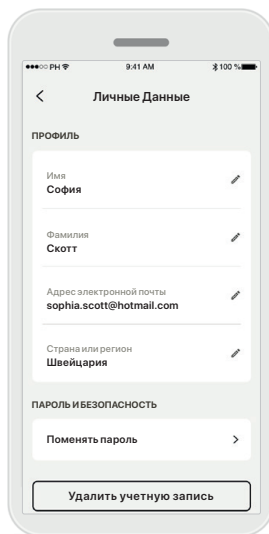 PH 9:41 AM 100 %
Личные Данные
ПРОФИЛЬ
Имя
София
Фамилия
Скотт
Адрес электронной почты
sophia.scott@hotmail.com
Страна или регион
Швейцария
ПАРОЛЬ И БЕЗОПАСНОСТЬ
Поменять пароль
Удалить учетную запись